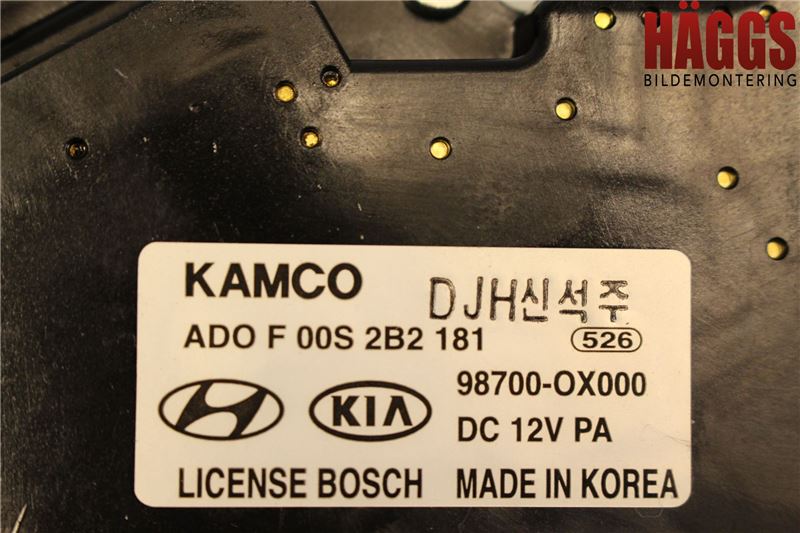 HÄGGS
BILDEMONTERING
KAMCO
DJH신석주
ADO F 00S 2B2 181
526
KIA
98700-OX000
DC 12V PA
LICENSE BOSCH
MADE IN KOREA